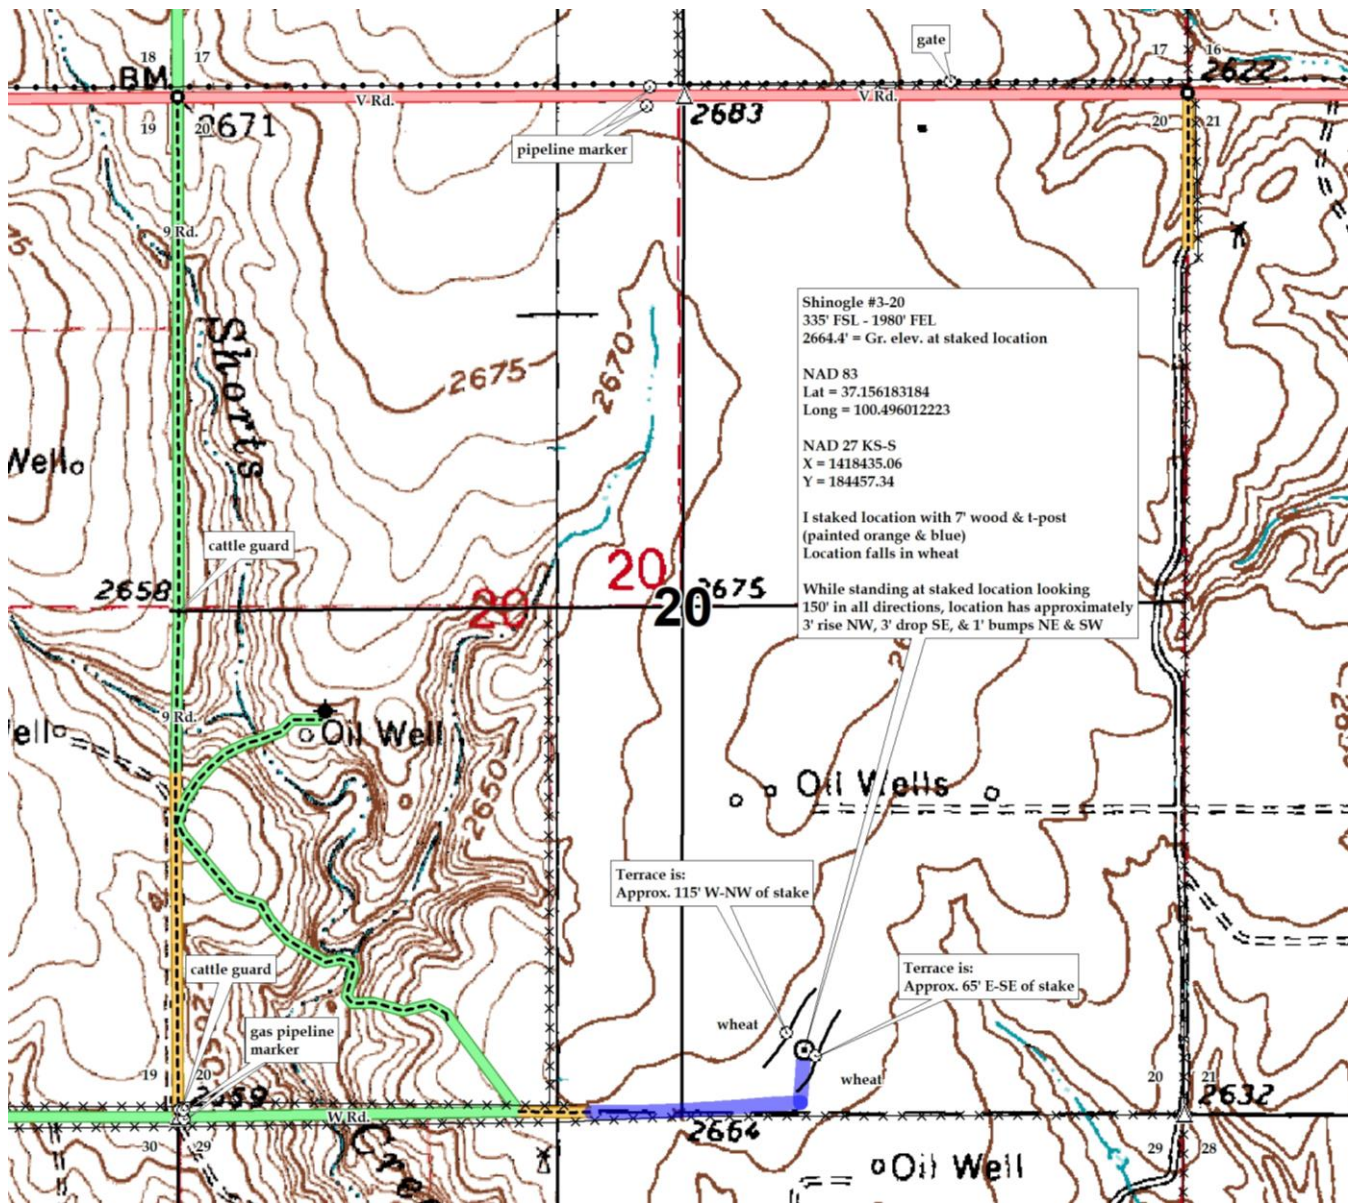 gate
18 17
17 16
BM
2622
V Rd.
V Rd.
19 20
2671
2683
20 21
pipeline marker
9 Rd.
Shorts
Shinogle #3-20
335' FSL - 1980' FEL
2664.4' = Gr. elev. at staked location
NAD 83
Lat = 37.156183184
Long = 100.496012223
NAD 27 KS-S
X = 1418435.06
Y = 184457.34
I staked location with 7' wood & t-post
(painted orange & blue)
Location falls in wheat
While standing at staked location looking
150' in all directions, location has approximately
3' rise NW, 3' drop SE, & 1' bumps NE & SW
2675
2670
Well
cattle guard
2658
20
20
20
2675
9 Rd.
Oil Well
2650
Oil Wells
Terrace is:
Approx. 115' W-NW of stake
cattle guard
Terrace is:
Approx. 65' E-SE of stake
gas pipeline
marker
wheat
wheat
19 20
20 21
2659
2632
W Rd.
2664
30 29
29 28
Oil Well